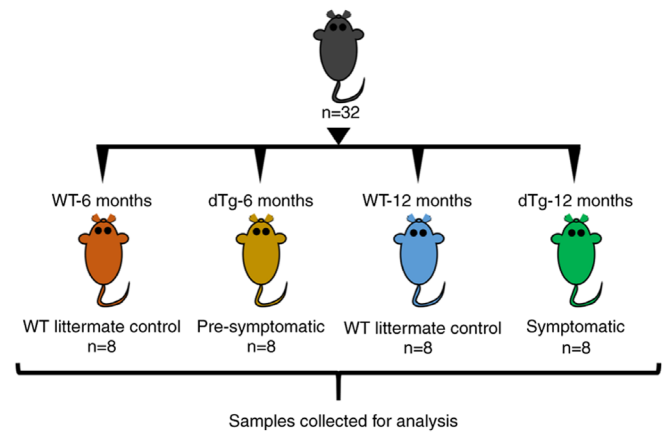 n=32
WT-6 months
dTg-6 months
WT-12 months
dTg-12 months
WT littermate control
n=8
Pre-symptomatic
n=8
WT littermate control
n=8
Symptomatic
n=8
Samples collected for analysis